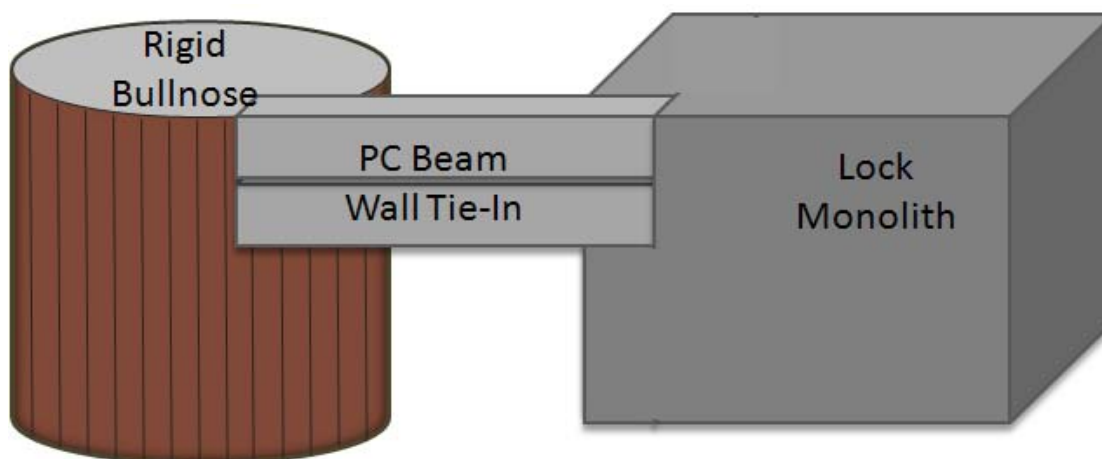 Rigid
Bullnose
PC Beam
Wall Tie-In
Lock
Monolith